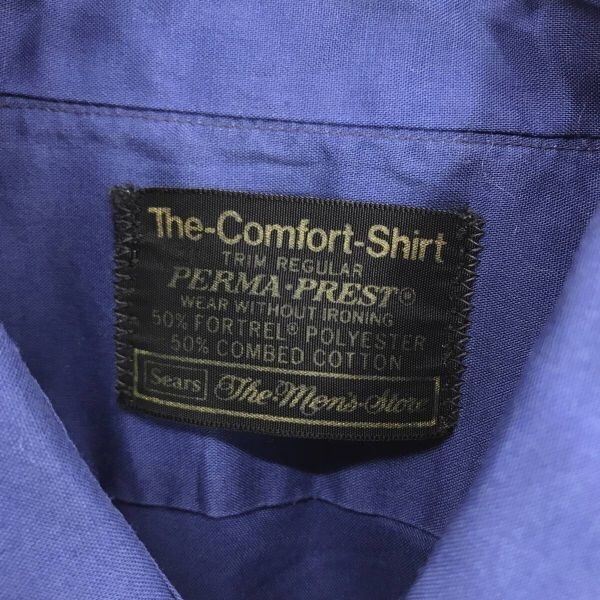 The-Comfort-Shirt
TRIM REGULAR
PERMA·PREST®
WEAR WITHOUT IRONING
50% FORTREL® POLYESTER
50% COMBED COTTON
Sears The·Men's·Store